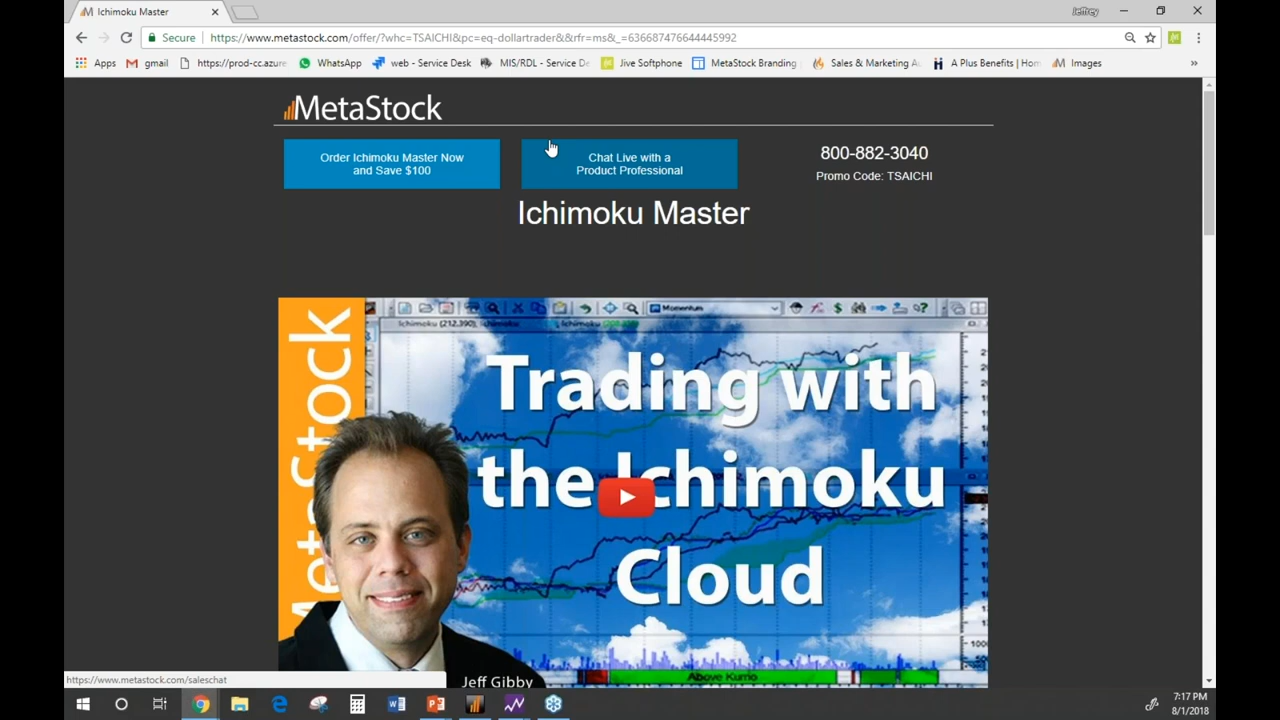 Ichimoku Master
Jeffrey
Secure
https://www.metastock.com/offer/?whc=TSAICHI&pc=eq-dollartrader&&rfr=ms&_=636687476644445992
Apps
gmail
https://prod-cc.azure
WhatsApp
web - Service Desk
MIS/RDL - Service De
Jive Softphone
MetaStock Branding
Sales & Marketing Au
A Plus Benefits | Hom
Images
»
MetaStock
Order Ichimoku Master Now
and Save $100
Chat Live with a
Product Professional
800-882-3040
Promo Code: TSAICHI
Ichimoku Master
Momentum
MetaStock
Trading with
the Ichimoku
Cloud
Above Kumo
Jeff Gibby
https://www.metastock.com/saleschat
7:17 PM
8/1/2018